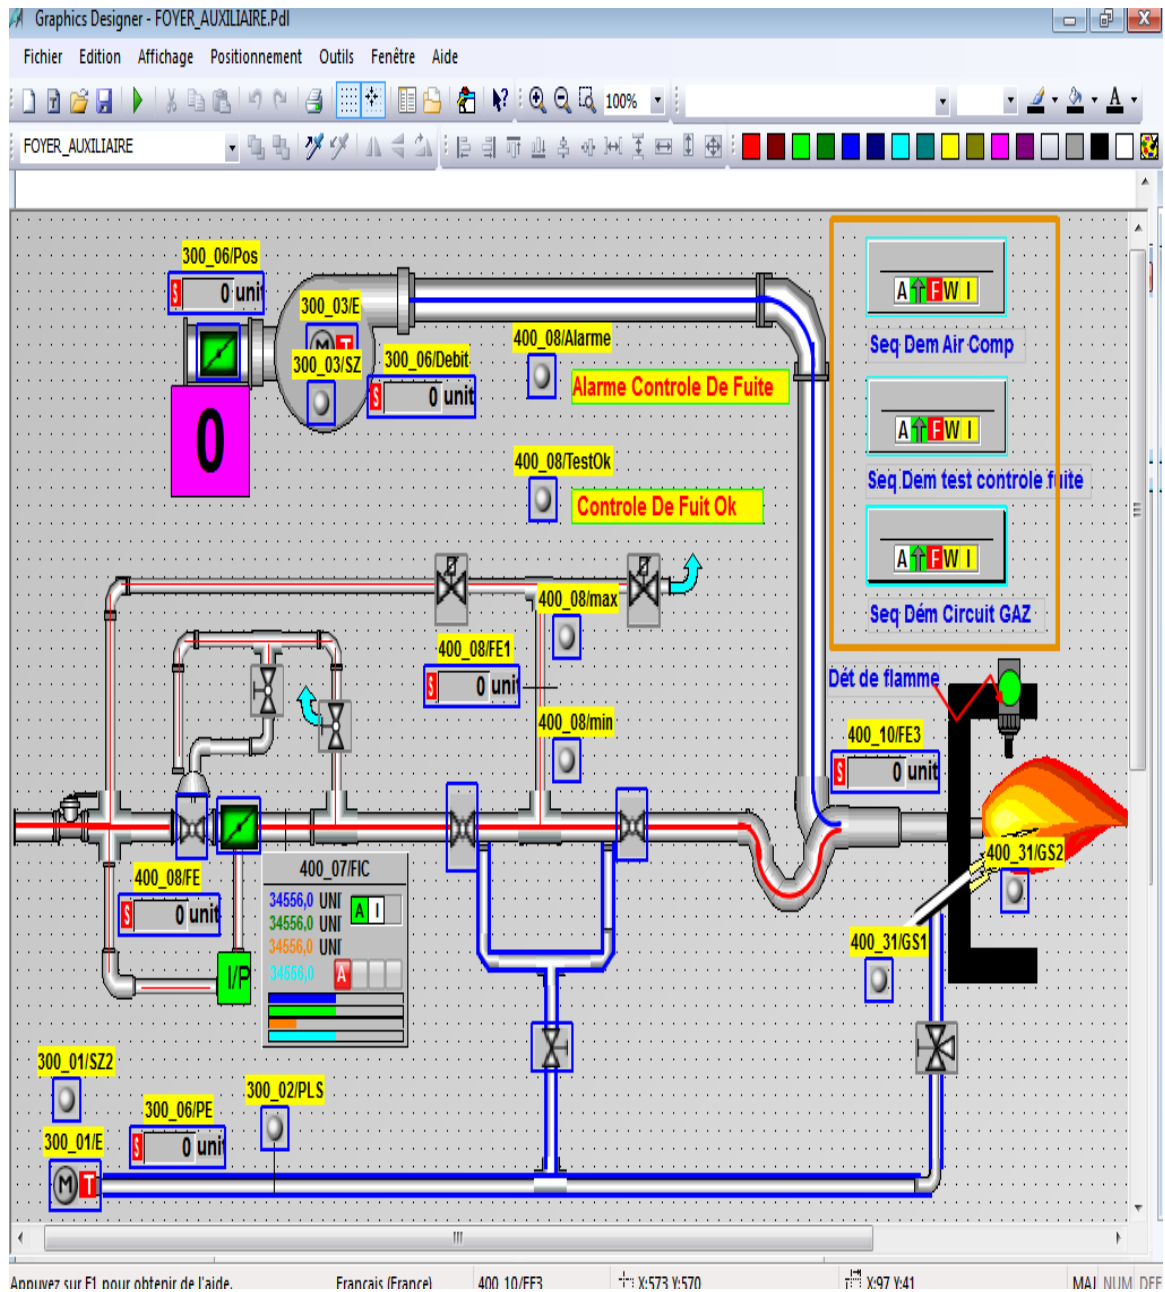 Graphics Designer - FOYER_AUXILIAIRE.Pdl
Fichier Edition Affichage Positionnement Outils Fenêtre Aide
100%
FOYER_AUXILIAIRE
300_06/Pos
S 0 unit
300_03/E
M T
300_03/SZ
300_06/Debit
S 0 unit
0
400_08/Alarme
Alarme Controle De Fuite
400_08/TestOk
Controle De Fuit Ok
A F W I
Seq Dem Air Comp
A F W I
Seq Dem test controle fuite
A F W I
Seq Dém Circuit GAZ
400_08/max
400_08/FE1
S 0 unit
400_08/min
Dét de flamme
400_10/FE3
S 0 unit
400_08/FE
S 0 unit
I/P
400_07/FIC
34556,0 UNI
34556,0 UNI
34556,0 UNI
34556,0
A I
A
400_31/GS2
400_31/GS1
300_01/SZ2
300_02/PLS
300_06/PE
S 0 unit
300_01/E
M T
Appuyez sur F1 pour obtenir de l'aide. Français (France) 400_10/FE3 X:573 Y:570 X:97 Y:41 MAJ NUM DEF